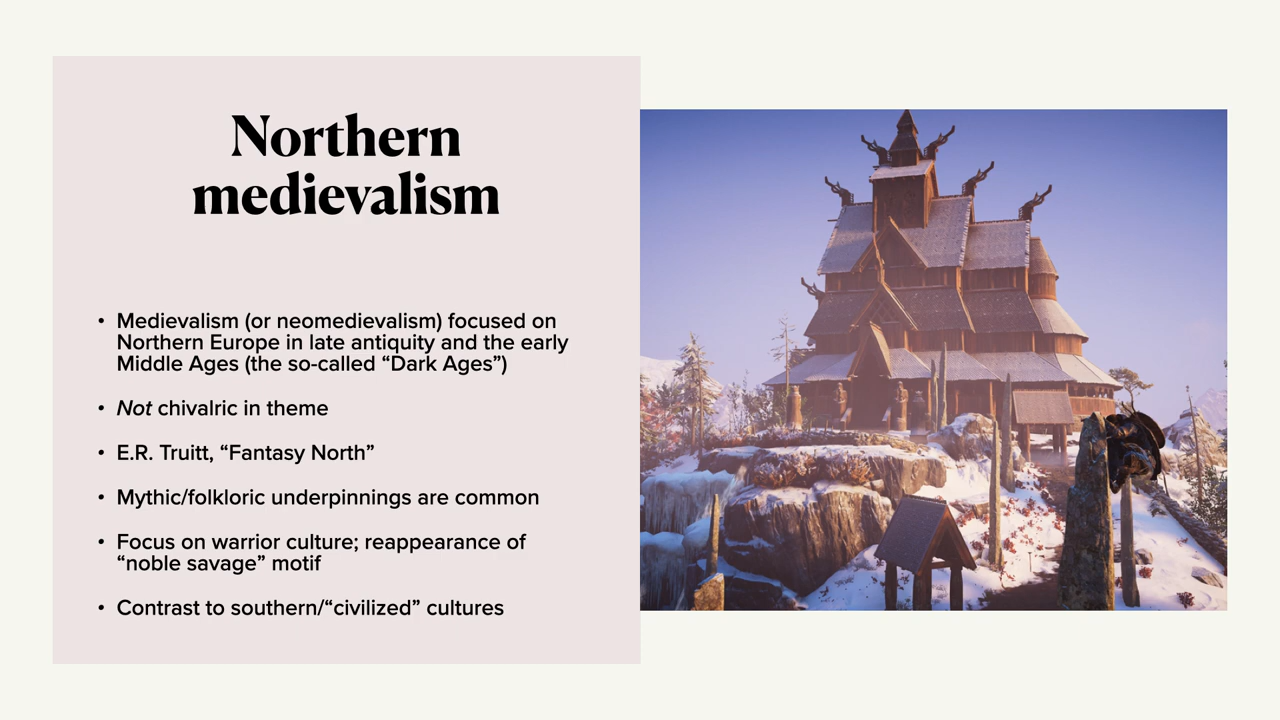 Northern
medievalism
• Medievalism (or neomedievalism) focused on
Northern Europe in late antiquity and the early
Middle Ages (the so-called “Dark Ages”)
• Not chivalric in theme
• E.R. Truitt, “Fantasy North”
• Mythic/folkloric underpinnings are common
• Focus on warrior culture; reappearance of
“noble savage” motif
• Contrast to southern/“civilized” cultures